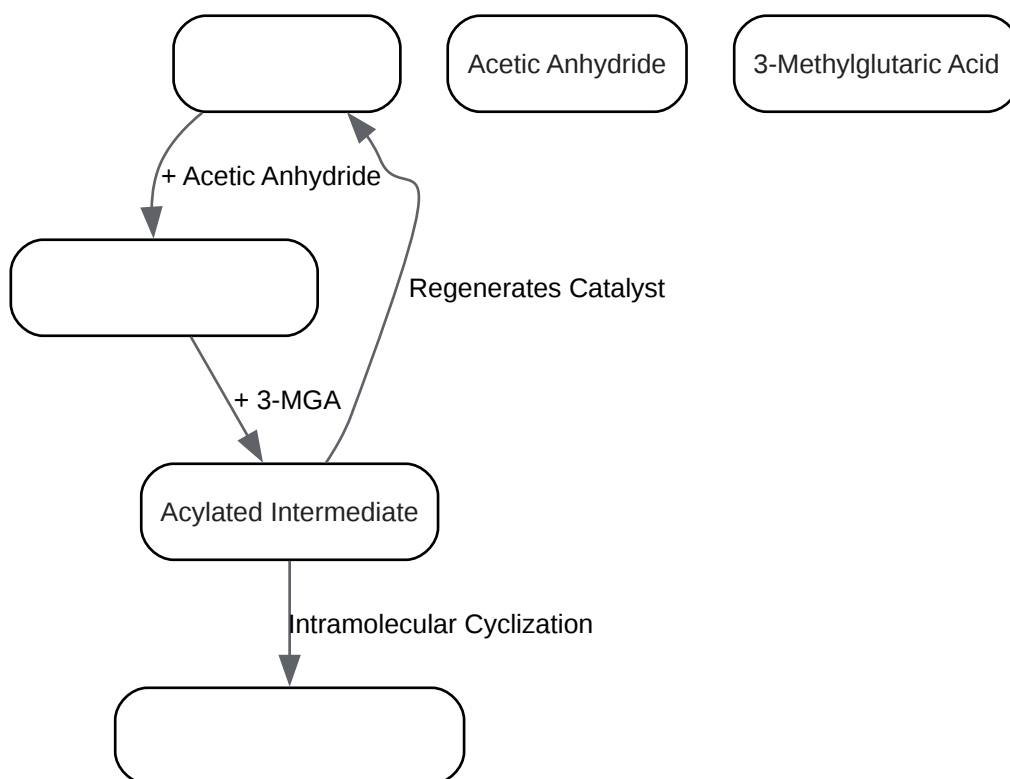 Acetic Anhydride
3-Methylglutaric Acid
+ Acetic Anhydride
Regenerates Catalyst
+ 3-MGA
Acylated Intermediate
Intramolecular Cyclization